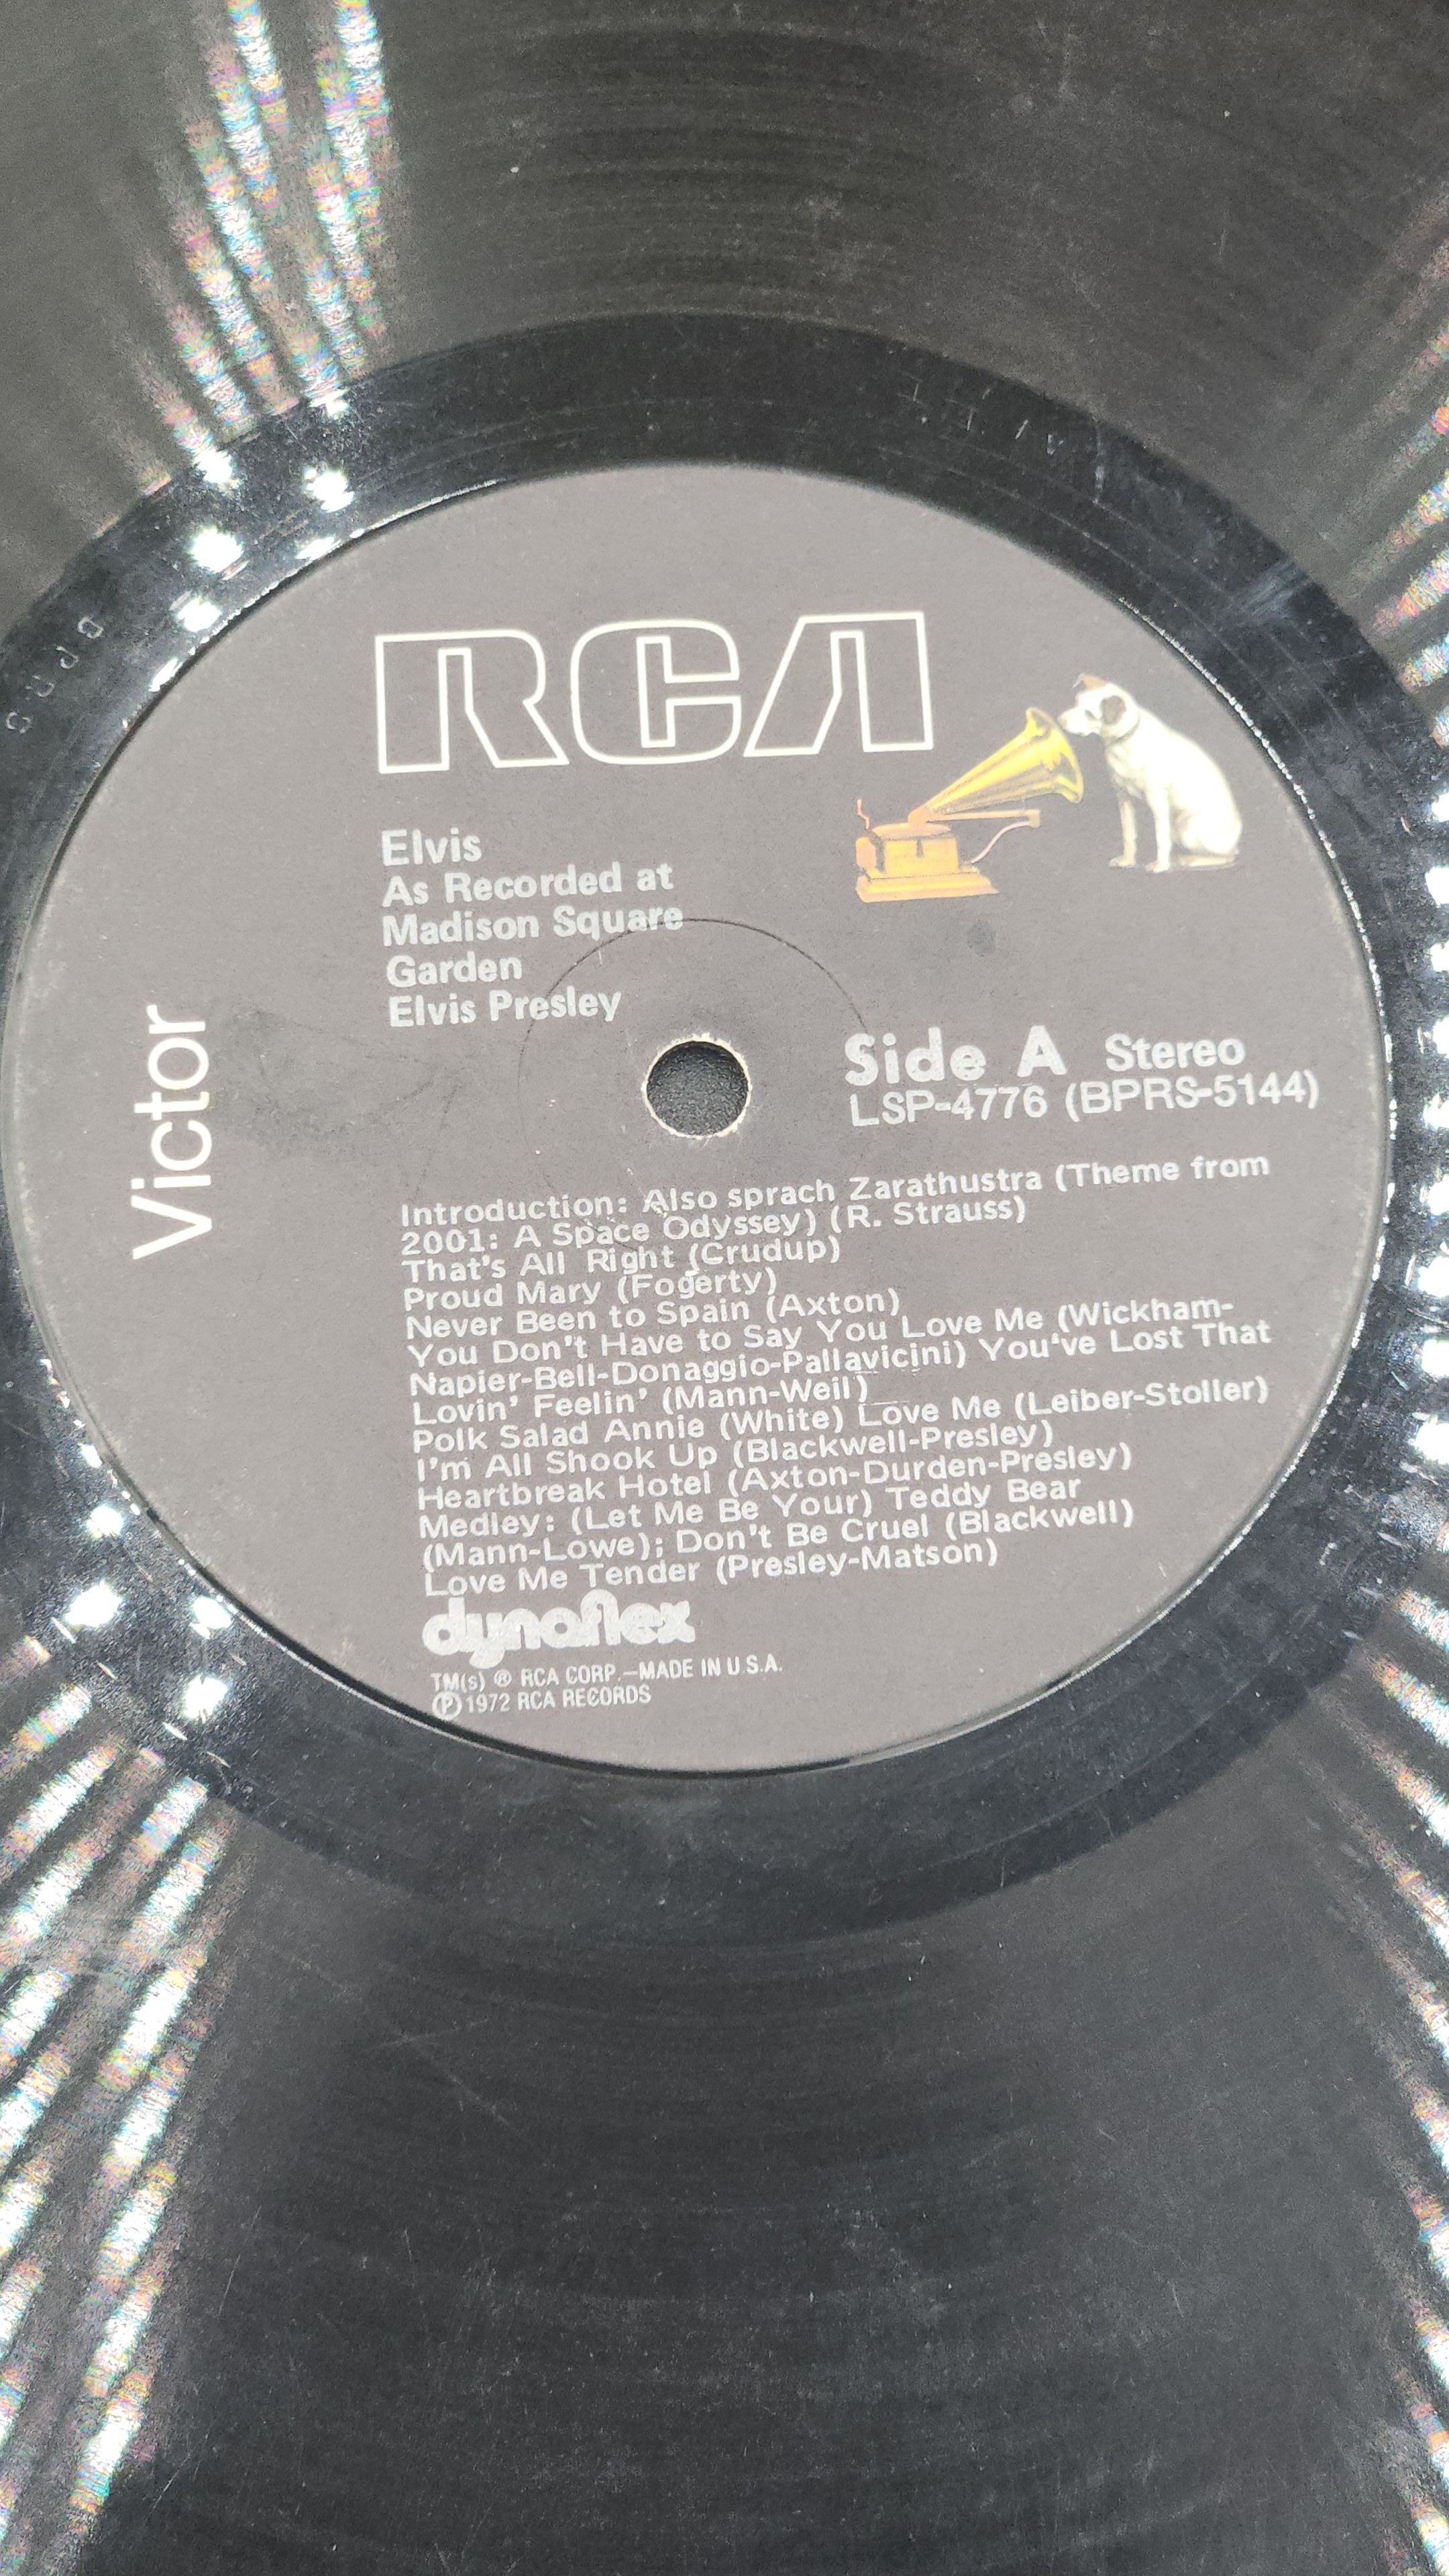 RCA
Elvis
As Recorded at
Madison Square
Garden
Elvis Presley
Victor
Side A Stereo
LSP-4776 (BPRS-5144)
Introduction: Also sprach Zarathustra (Theme from
2001: A Space Odyssey) (R. Strauss)
That's All Right (Crudup)
Proud Mary (Fogerty)
Never Been to Spain (Axton)
You Don't Have to Say You Love Me (Wickham-
Napier-Bell-Donaggio-Pallavicini) You've Lost That
Lovin' Feelin' (Mann-Weil)
Polk Salad Annie (White) Love Me (Leiber-Stoller)
I'm All Shook Up (Blackwell-Presley)
Heartbreak Hotel (Axton-Durden-Presley)
Medley: (Let Me Be Your) Teddy Bear
(Mann-Lowe); Don't Be Cruel (Blackwell)
Love Me Tender (Presley-Matson)
dynaflex
TM(s) ® RCA CORP.—MADE IN U.S.A.
℗ 1972 RCA RECORDS